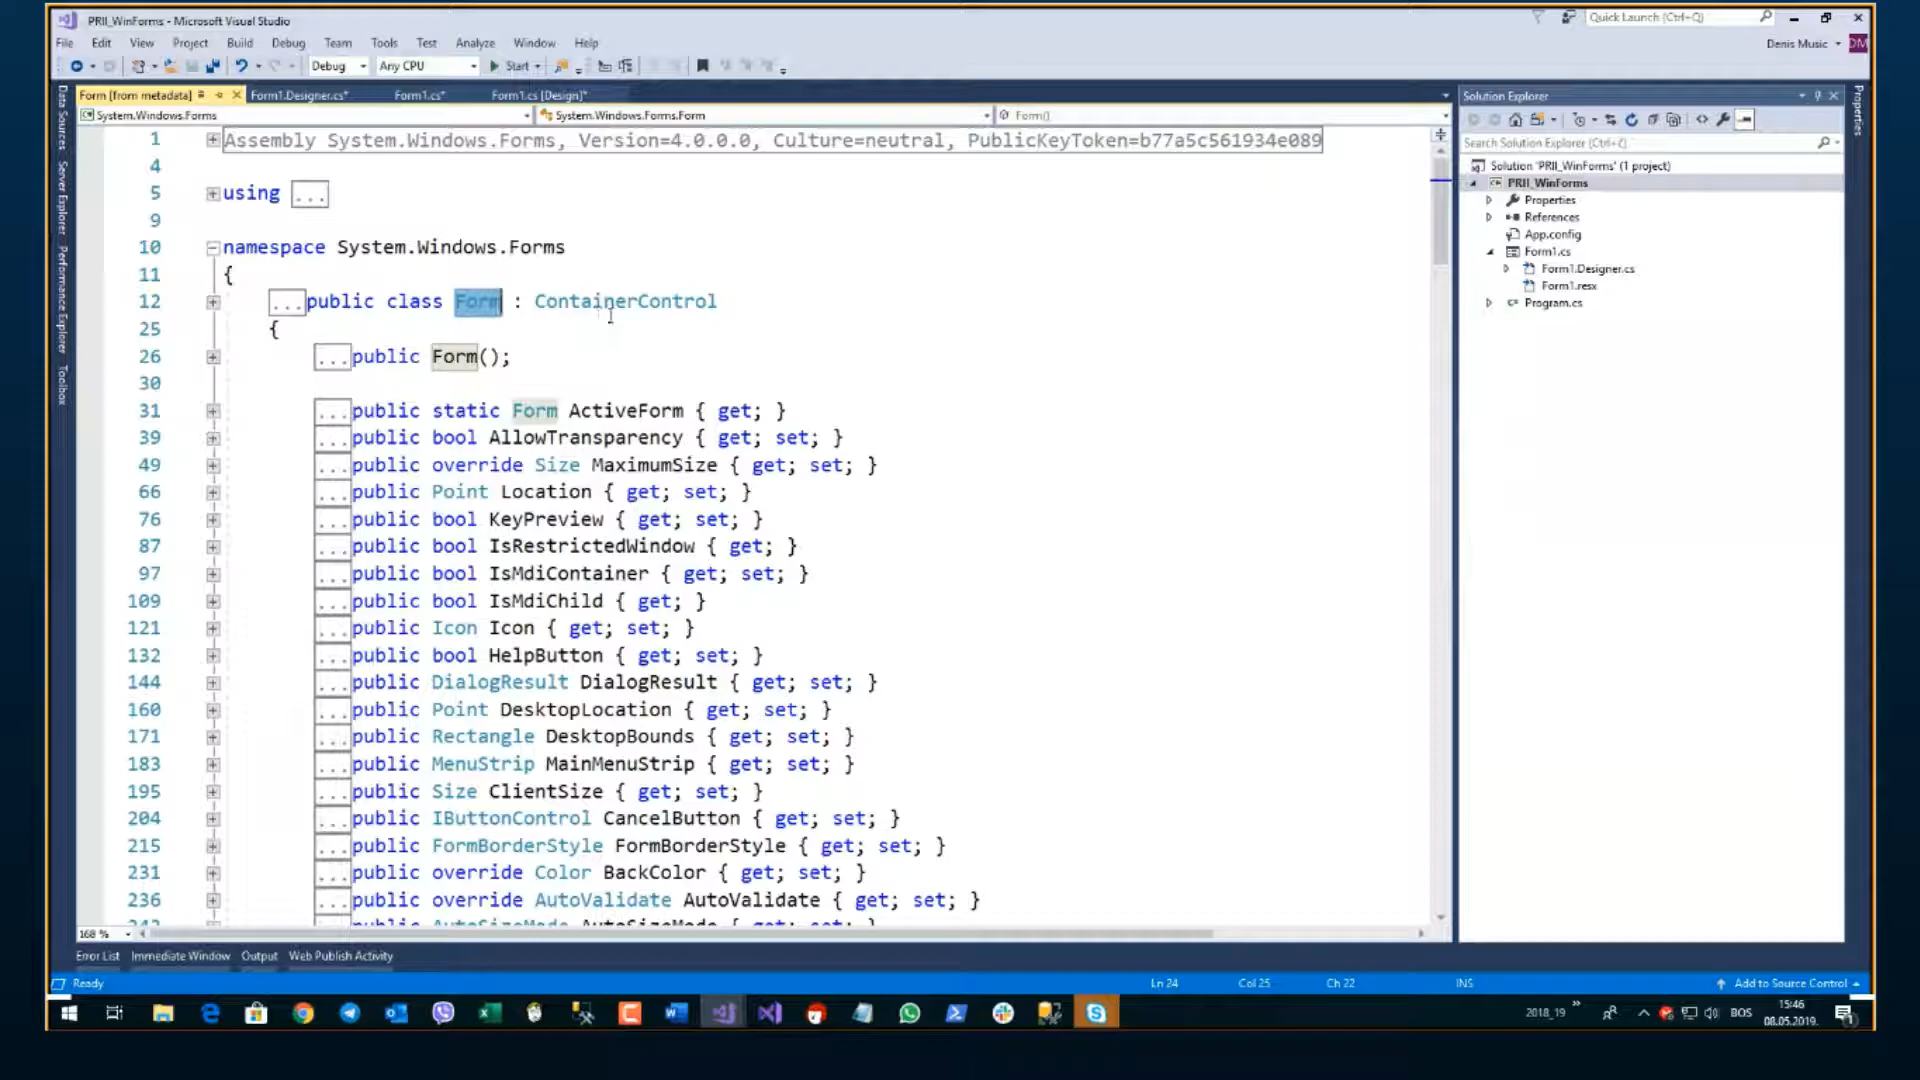 PRII_WinForms - Microsoft Visual Studio
Quick Launch (Ctrl+Q)
File Edit View Project Build Debug Team Tools Test Analyze Window Help
Denis Music DM
Debug Any CPU Start
Form [from metadata] Form1.Designer.cs* Form1.cs* Form1.cs [Design]*
System.Windows.Forms System.Windows.Forms.Form Form()
1 Assembly System.Windows.Forms, Version=4.0.0.0, Culture=neutral, PublicKeyToken=b77a5c561934e089
4
5 using ...
9
10 namespace System.Windows.Forms
11 {
12 ...public class Form : ContainerControl
25 {
26 ...public Form();
30
31 ...public static Form ActiveForm { get; }
39 ...public bool AllowTransparency { get; set; }
49 ...public override Size MaximumSize { get; set; }
66 ...public Point Location { get; set; }
76 ...public bool KeyPreview { get; set; }
87 ...public bool IsRestrictedWindow { get; }
97 ...public bool IsMdiContainer { get; set; }
109 ...public bool IsMdiChild { get; }
121 ...public Icon Icon { get; set; }
132 ...public bool HelpButton { get; set; }
144 ...public DialogResult DialogResult { get; set; }
160 ...public Point DesktopLocation { get; set; }
171 ...public Rectangle DesktopBounds { get; set; }
183 ...public MenuStrip MainMenuStrip { get; set; }
195 ...public Size ClientSize { get; set; }
204 ...public IButtonControl CancelButton { get; set; }
215 ...public FormBorderStyle FormBorderStyle { get; set; }
231 ...public override Color BackColor { get; set; }
236 ...public override AutoValidate AutoValidate { get; set; }
168 %
Data Sources
Server Explorer
Performance Explorer
Toolbox
Solution Explorer
Search Solution Explorer (Ctrl+č)
Solution 'PRII_WinForms' (1 project)
PRII_WinForms
Properties
References
App.config
Form1.cs
Form1.Designer.cs
Form1.resx
Program.cs
Properties
Error List Immediate Window Output Web Publish Activity
Ready Ln 24 Col 25 Ch 22 INS Add to Source Control
2018_19 BOS 15:46
08.05.2019.